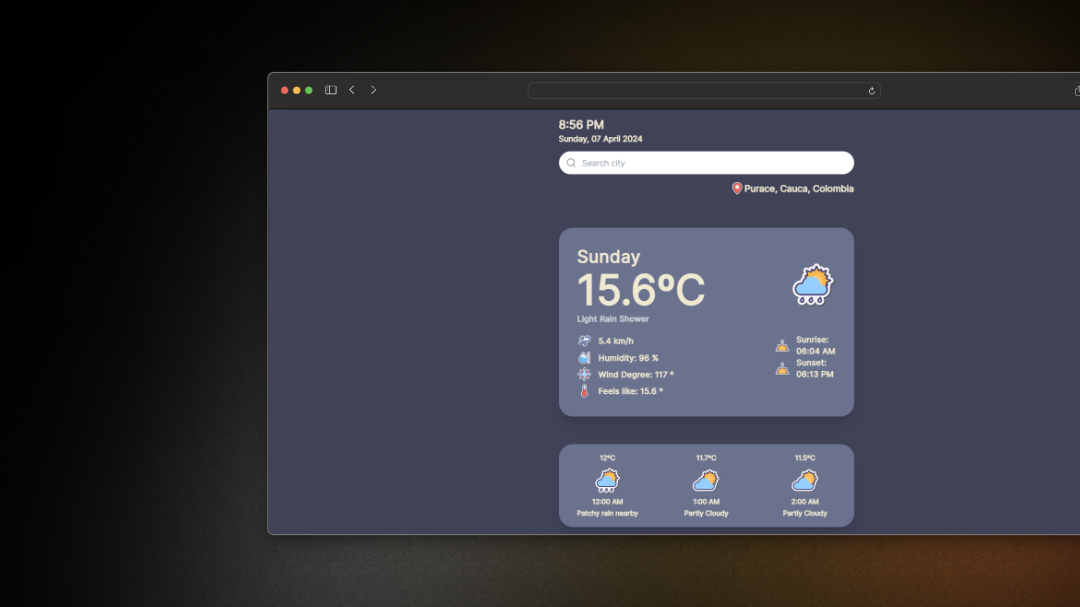 8:56 PM
Sunday, 07 April 2024
Search city
Purace, Cauca, Colombia
Sunday
15.6ºC
Light Rain Shower
5.4 km/h
Humidity: 96 %
Wind Degree: 117 °
Feels like: 15.6 °
Sunrise:
06:04 AM
Sunset:
06:13 PM
12ºC
12:00 AM
Patchy rain nearby
11.7ºC
1:00 AM
Partly Cloudy
11.5ºC
2:00 AM
Partly Cloudy